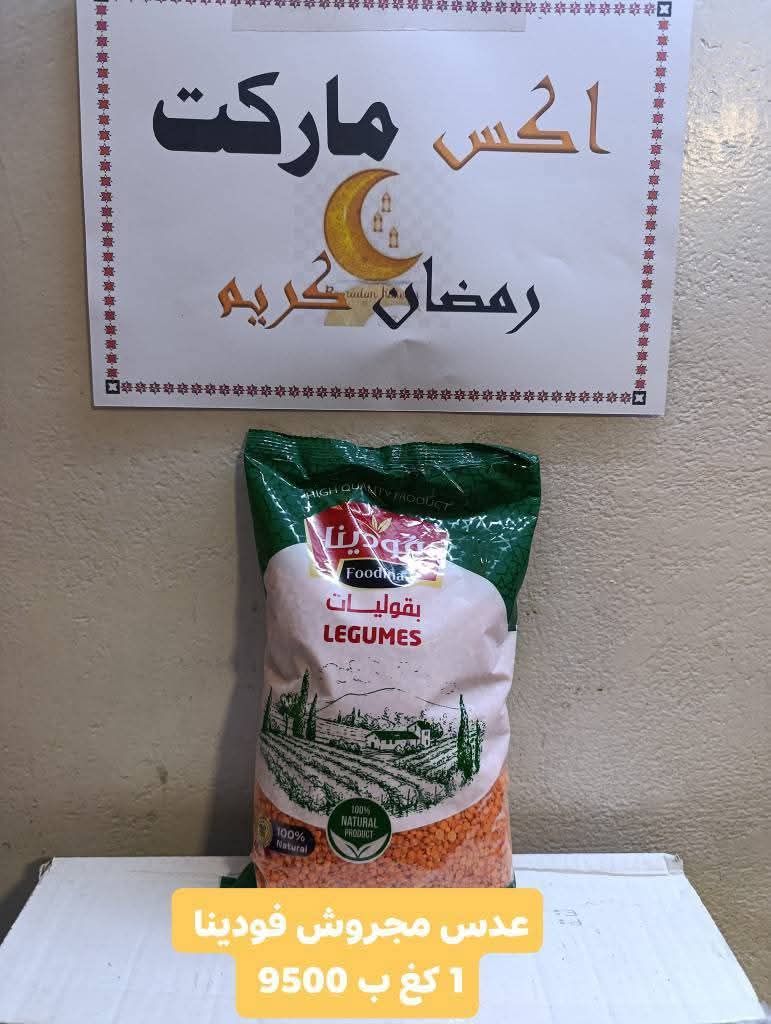 اكس ماركت
رمضان كريم
HIGH QUALITY PRODUCT
فودينا
Foodina
بقوليات
LEGUMES
100%
NATURAL
PRODUCT
100%
Natural
عدس مجروش فودينا
1 كغ ب 9500